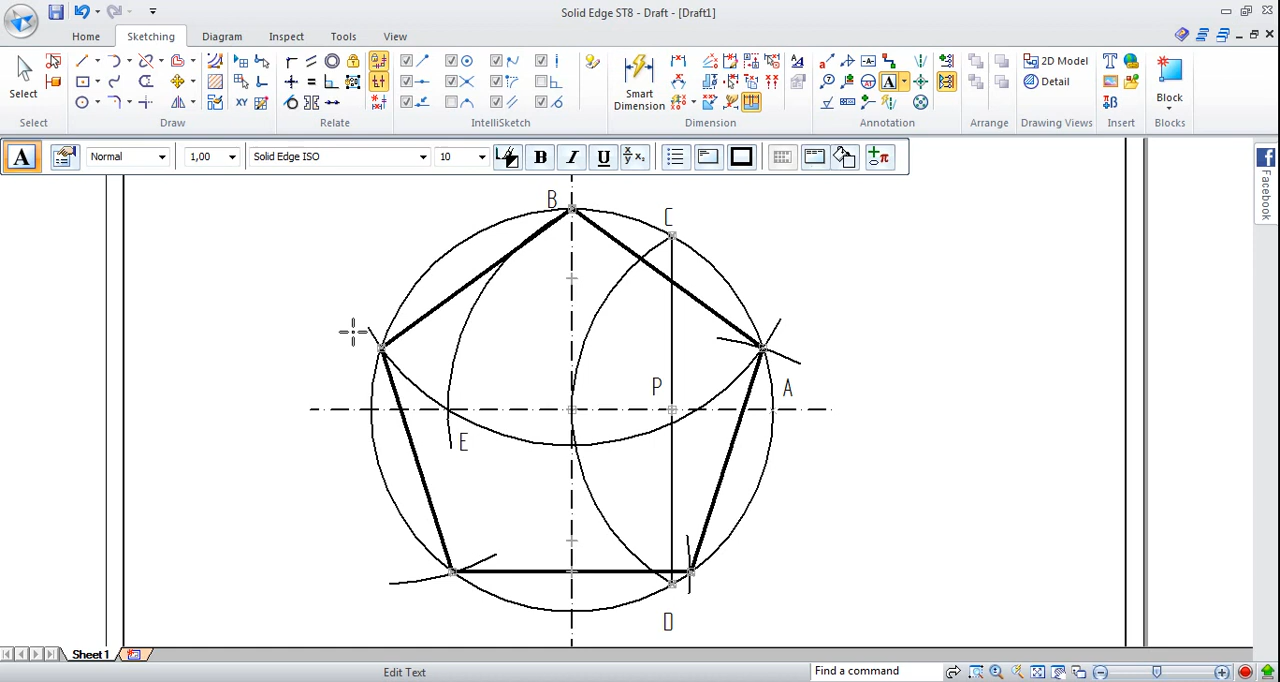 Solid Edge ST8 - Draft - [Draft1]
Home Sketching Diagram Inspect Tools View
Select
Smart
Dimension
A
2D Model
Detail
Block
XY
Select Draw Relate IntelliSketch Dimension Annotation Arrange Drawing Views Insert Blocks
A Normal 1,00 Solid Edge ISO 10 B I U
Facebook
B
C
P
A
E
D
Sheet1
Edit Text
Find a command